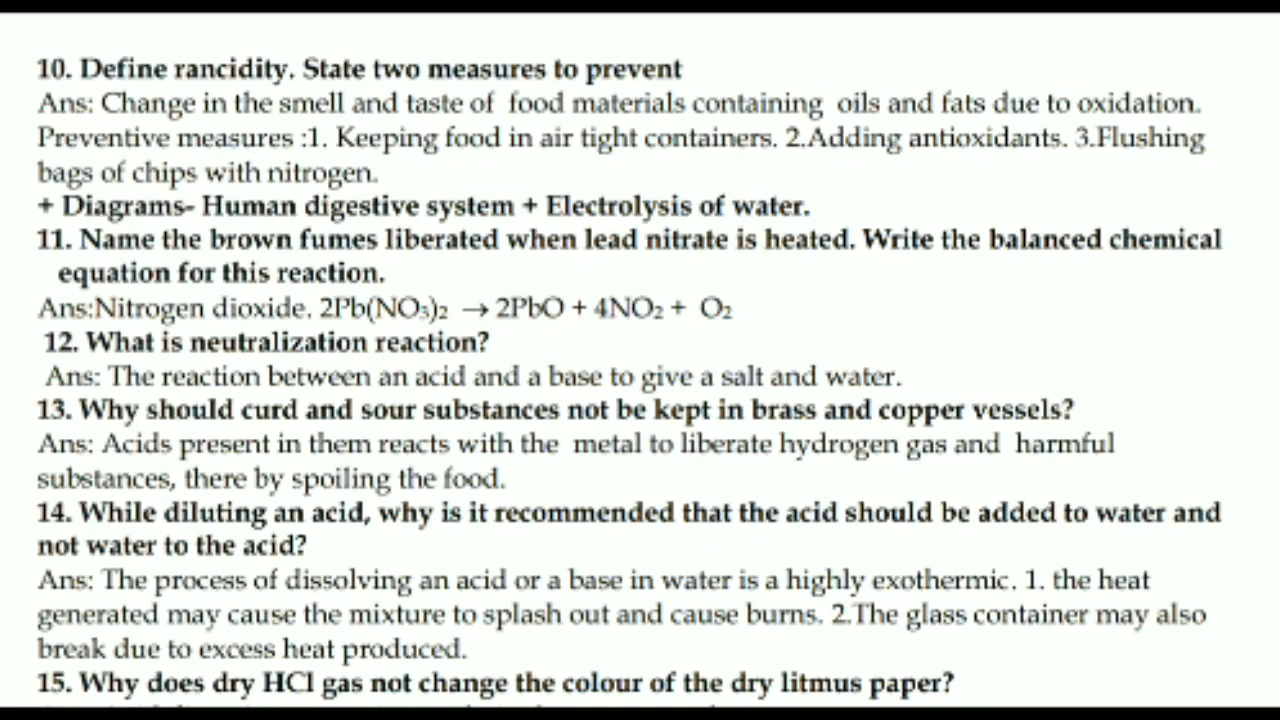 10. Define rancidity. State two measures to prevent
Ans: Change in the smell and taste of food materials containing oils and fats due to oxidation.
Preventive measures :1. Keeping food in air tight containers. 2.Adding antioxidants. 3.Flushing
bags of chips with nitrogen.
+ Diagrams- Human digestive system + Electrolysis of water.
11. Name the brown fumes liberated when lead nitrate is heated. Write the balanced chemical
equation for this reaction.
Ans:Nitrogen dioxide. 2Pb(NO₃)₂ → 2PbO + 4NO₂ + O₂
12. What is neutralization reaction?
Ans: The reaction between an acid and a base to give a salt and water.
13. Why should curd and sour substances not be kept in brass and copper vessels?
Ans: Acids present in them reacts with the metal to liberate hydrogen gas and harmful
substances, there by spoiling the food.
14. While diluting an acid, why is it recommended that the acid should be added to water and
not water to the acid?
Ans: The process of dissolving an acid or a base in water is a highly exothermic. 1. the heat
generated may cause the mixture to splash out and cause burns. 2.The glass container may also
break due to excess heat produced.
15. Why does dry HCl gas not change the colour of the dry litmus paper?